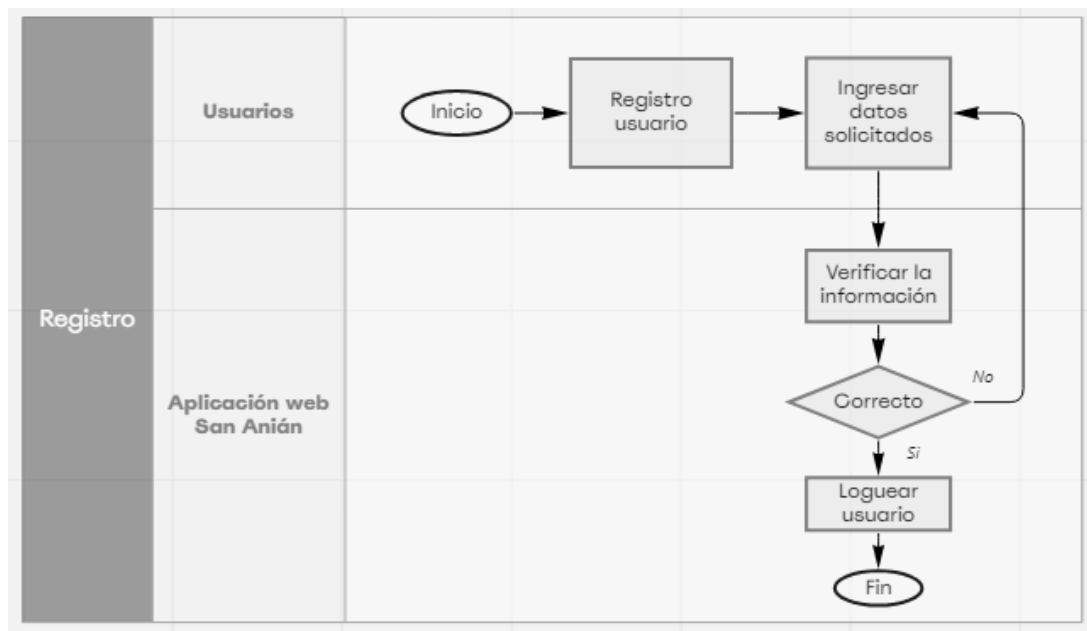 Registro
Usuarios
Inicio
Registro
usuario
Ingresar
datos
solicitados
Aplicación web
San Anián
Verificar la
información
Correcto
No
Si
Loguear
usuario
Fin